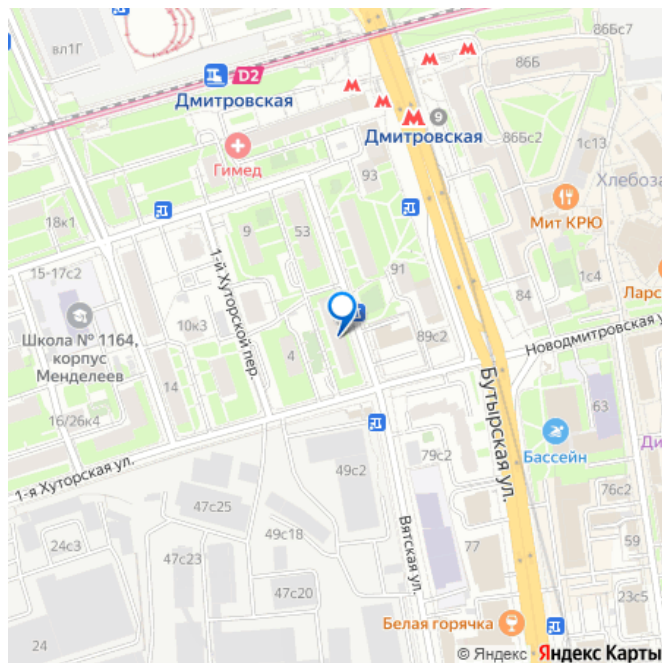 вл1Г
86Бс7
86Б
D2
Дмитровская
М
М
М
М
М
9
Дмитровская
86Бс2
1с13
Гимед
93
Хлебоза
18к1
9
53
Мит КРЮ
15-17с2
91
1с4
Ларс
84
1-й Хуторской пер.
10к3
Школа № 1164,
корпус
Менделеев
4
89с2
Новодмитровская у
14
16/26к4
Бутырская ул.
63
Бассейн
Ди
1-я Хуторская ул.
79с2
49с2
76с2
47с25
Вятская ул.
24с3
49с18
77
59
47с23
47с20
23с5
Белая горячка
24
© Яндекс Яндекс Карты